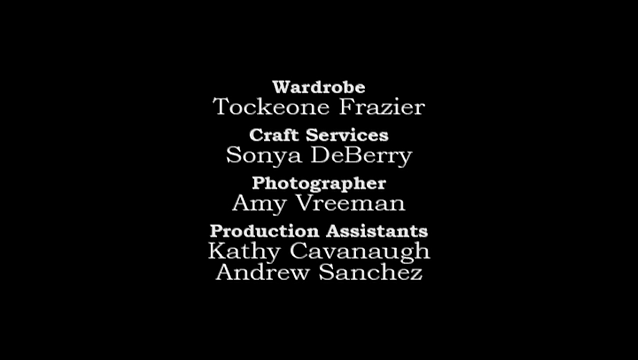 Wardrobe
Tockeone Frazier
Craft Services
Sonya DeBerry
Photographer
Amy Vreeman
Production Assistants
Kathy Cavanaugh
Andrew Sanchez